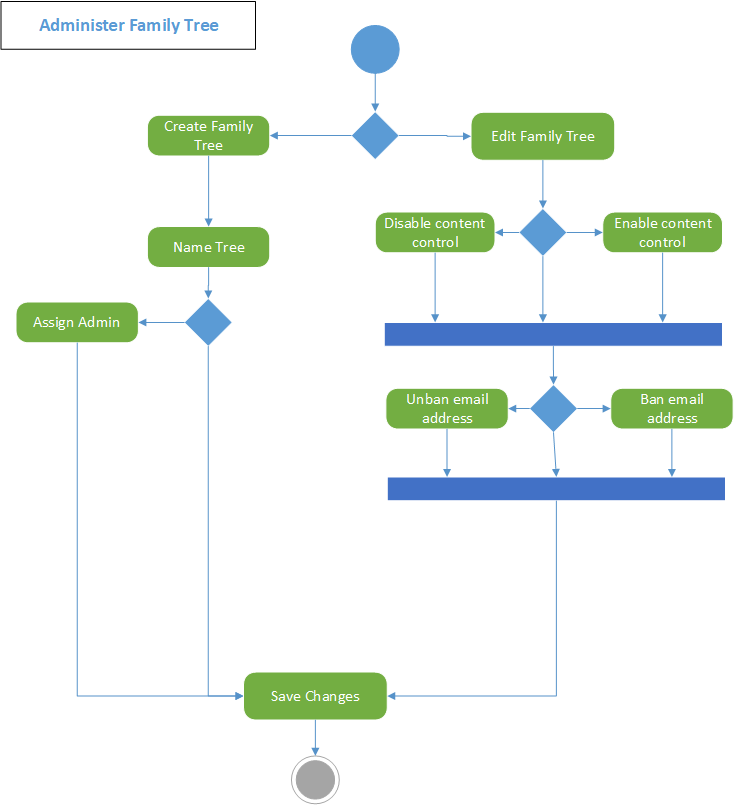 Administer Family Tree
Create Family
Tree
Edit Family Tree
Disable content
control
Enable content
control
Name Tree
Assign Admin
Unban email
address
Ban email
address
Save Changes